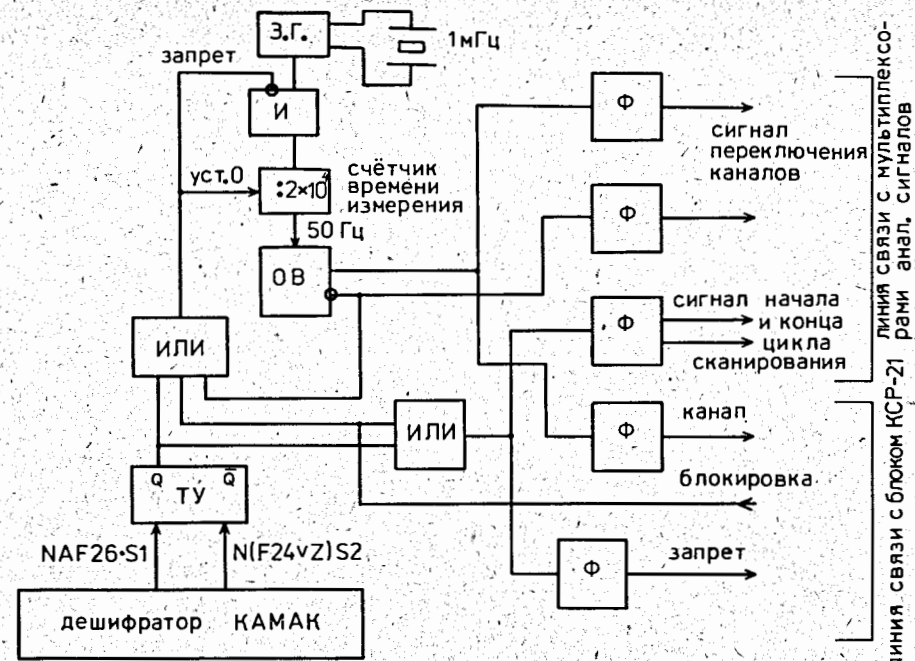 З.Г.
1мГц
запрет
И
уст.0
:2×10⁴
счётчик
времени
измерения
50 Гц
ОВ
Ф
сигнал
переключения
каналов
Ф
Ф
сигнал начала
и конца
цикла
сканирования
линия связи с мультиплексо-
рами анал. сигналов
ИЛИ
ИЛИ
Ф
канал
блокировка
Q Q̅
ТУ
Ф
запрет
линия связи с блоком КСР-21
NAF26·S1
N(F24vZ)S2
дешифратор КАМАК